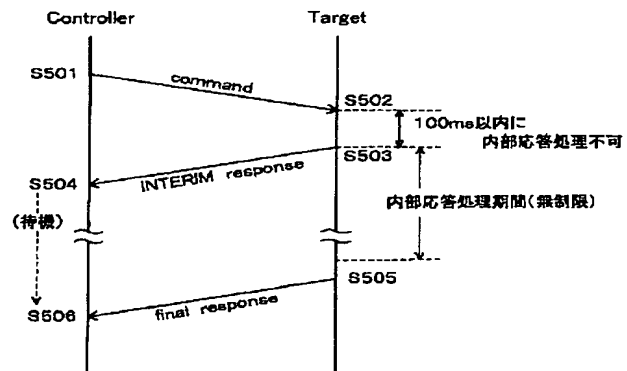 Controller
Target
S501
command
S502
100ms以内に
内部応答処理不可
S503
INTERIM response
S504
(待機)
内部応答処理期間(無制限)
S505
final response
S506